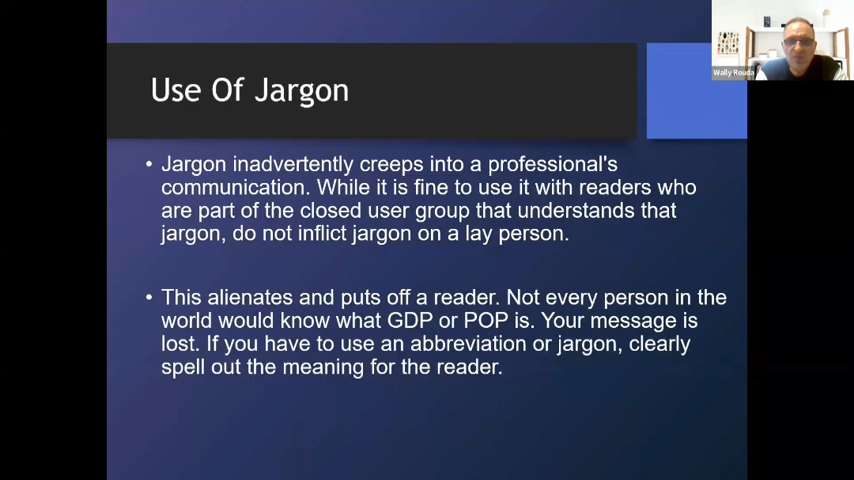 Use Of Jargon
Wally Rouda
• Jargon inadvertently creeps into a professional's
communication. While it is fine to use it with readers who
are part of the closed user group that understands that
jargon, do not inflict jargon on a lay person.
• This alienates and puts off a reader. Not every person in the
world would know what GDP or POP is. Your message is
lost. If you have to use an abbreviation or jargon, clearly
spell out the meaning for the reader.